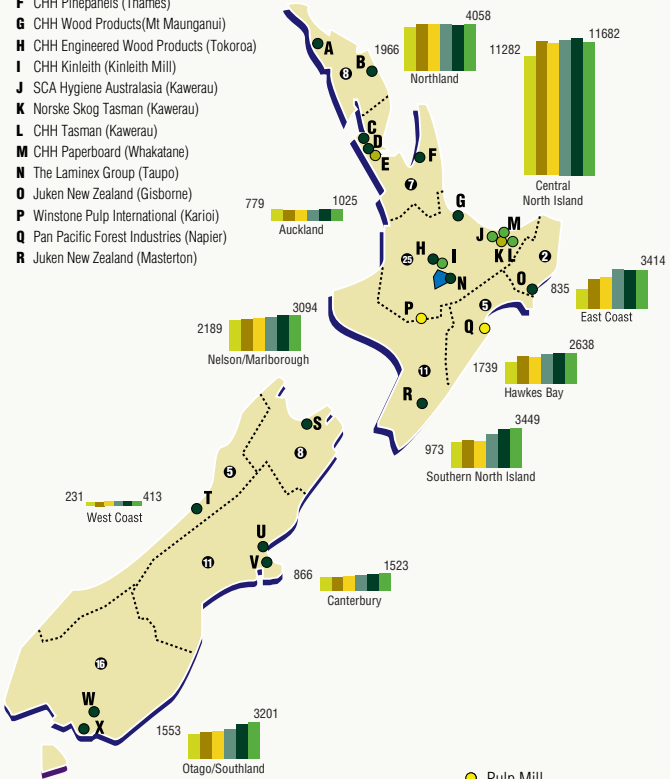 F CHH Pinepanels (Thames)
G CHH Wood Products(Mt Maunganui)
H CHH Engineered Wood Products (Tokoroa)
I CHH Kinleith (Kinleith Mill)
J SCA Hygiene Australasia (Kawerau)
K Norske Skog Tasman (Kawerau)
L CHH Tasman (Kawerau)
M CHH Paperboard (Whakatane)
N The Laminex Group (Taupo)
O Juken New Zealand (Gisborne)
P Winstone Pulp International (Karioi)
Q Pan Pacific Forest Industries (Napier)
R Juken New Zealand (Masterton)
A
B
8
1966
4058
Northland
11282
11682
Central
North Island
C
D
E
F
7
G
779
1025
Auckland
H
I
25
J
M
K
L
N
2
O
835
3414
East Coast
P
5
Q
2189
3094
Nelson/Marlborough
1739
2638
Hawkes Bay
11
R
973
3449
Southern North Island
S
8
5
T
231
413
West Coast
U
V
11
866
1523
Canterbury
16
W
X
1553
3201
Otago/Southland
Pulp Mill